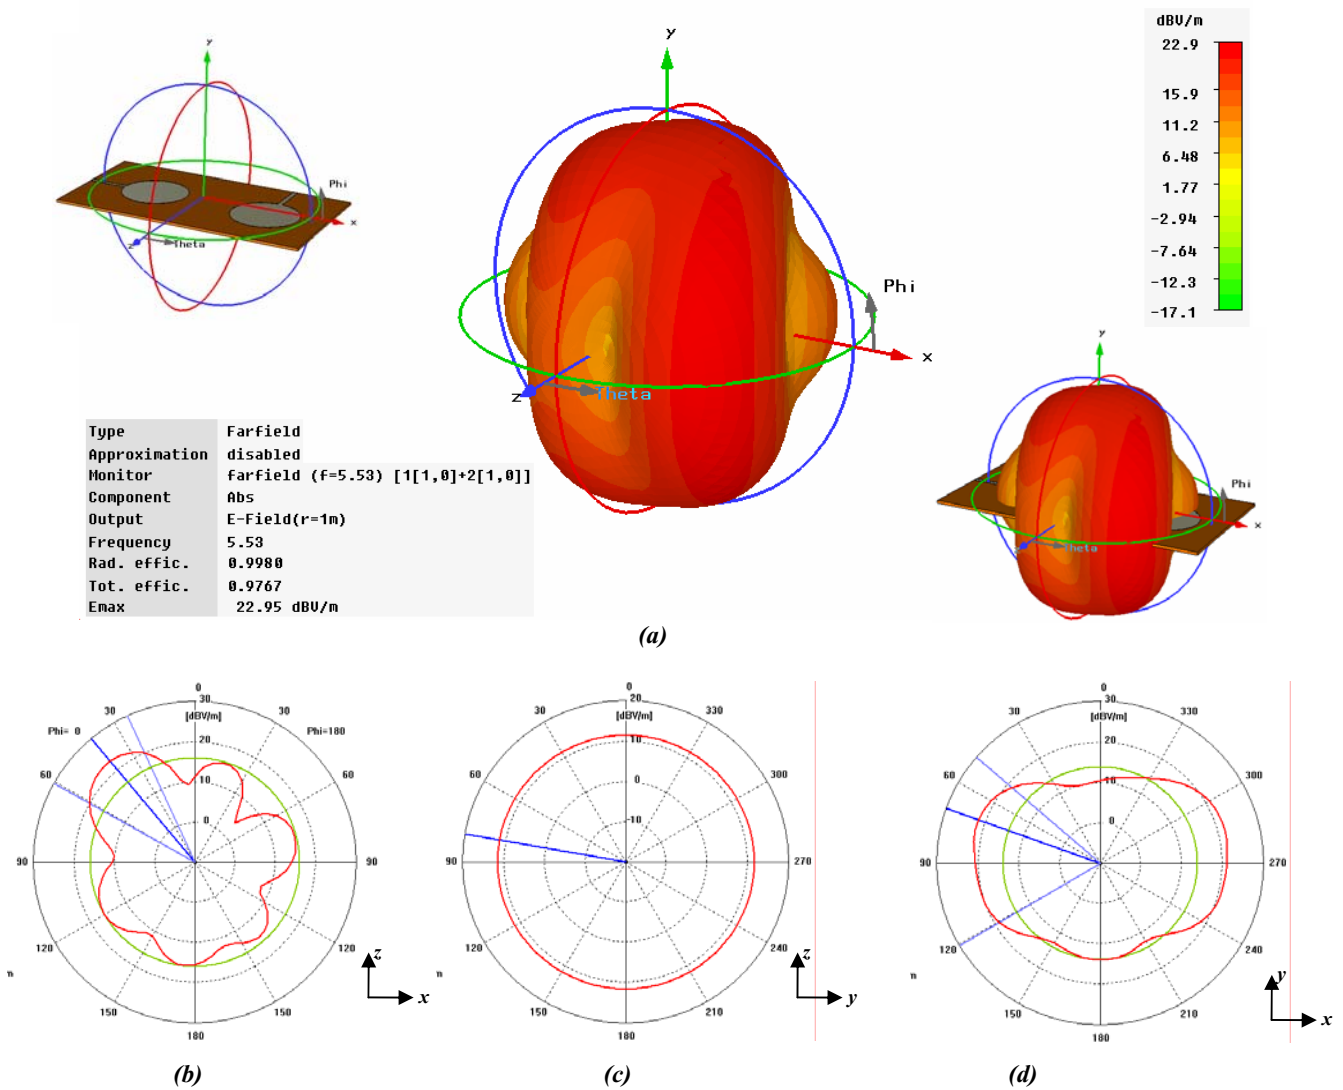 dBV/m
22.9
15.9
11.2
6.48
1.77
-2.94
-7.64
-12.3
-17.1
y
Phi
x
z
Theta
y
Phi
x
z
Theta
y
Phi
x
Theta
Type Farfield
Approximation disabled
Monitor farfield (f=5.53) [1[1,0]+2[1,0]]
Component Abs
Output E-Field(r=1m)
Frequency 5.53
Rad. effic. 0.9980
Tot. effic. 0.9767
Emax 22.95 dBV/m
(a)
0
30
[dBV/m]
30 30
Phi= 0 Phi=180
20
60 60
10
0
90 90
120 120
150 150
180
z
x
n
(b)
0
20
[dBV/m]
30 330
10
60 300
0
-10
90 270
120 240
150 210
180
z
y
n
(c)
0
30
[dBV/m]
30 330
20
60 300
10
0
90 270
120 240
150 210
180
y
x
n
(d)